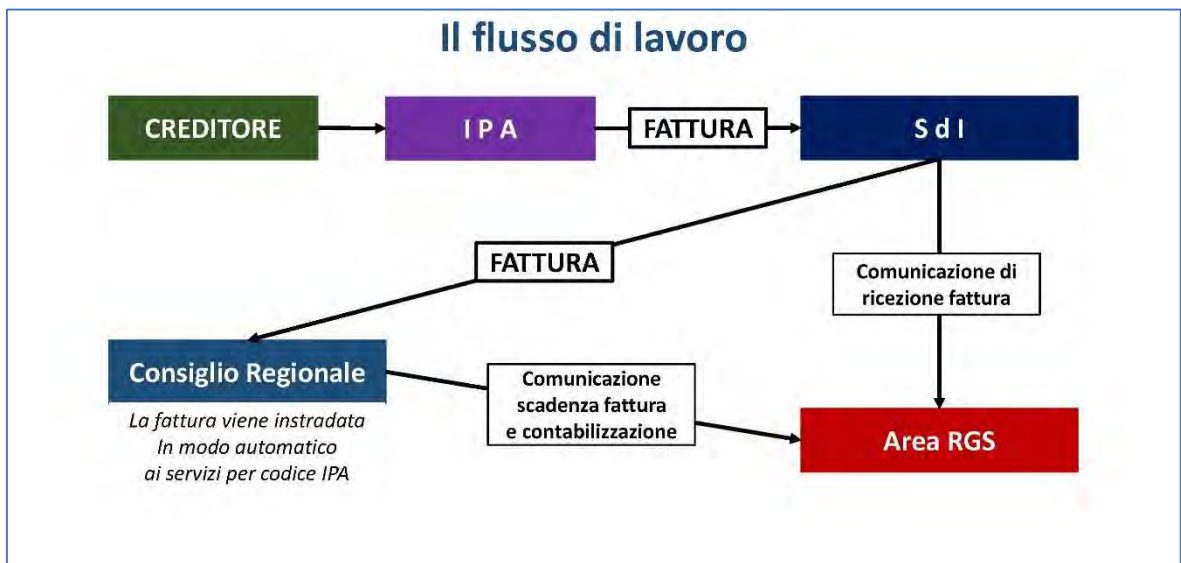 Il flusso di lavoro
CREDITORE
I P A
FATTURA
S d I
FATTURA
Comunicazione di
ricezione fattura
Consiglio Regionale
La fattura viene instradata
In modo automatico
ai servizi per codice IPA
Comunicazione
scadenza fattura
e contabilizzazione
Area RGS